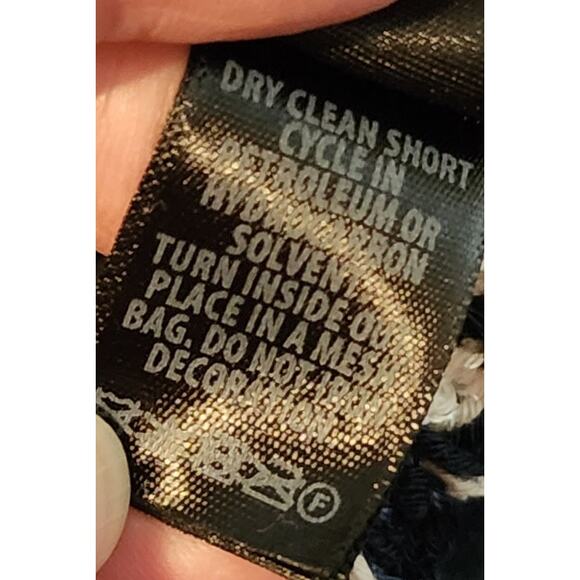 DRY CLEAN SHORT
CYCLE IN
PETROLEUM OR
HYDROCARBON
SOLVENT.
TURN INSIDE OUT,
PLACE IN A MESH
BAG. DO NOT IRON
DECORATION
F